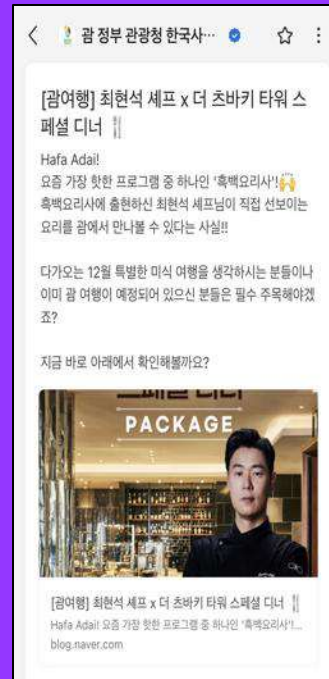 괌 정부 관광청 한국사…
[괌여행] 최현석 셰프 x 더 츠바키 타워 스
페셜 디너 🍴
Hafa Adai!
요즘 가장 핫한 프로그램 중 하나인 '흑백요리사'!🙌
흑백요리사에 출현하신 최현석 셰프님이 직접 선보이는
요리를 괌에서 만나볼 수 있다는 사실!!
다가오는 12월 특별한 미식 여행을 생각하시는 분들이나
이미 괌 여행이 예정되어 있으신 분들은 필수 주목해야겠
죠?
지금 바로 아래에서 확인해볼까요?
스페셜 디너
PACKAGE
[괌여행] 최현석 셰프 x 더 츠바키 타워 스페셜 디너 🍴
Hafa Adai! 요즘 가장 핫한 프로그램 중 하나인 '흑백요리사'!...
blog.naver.com